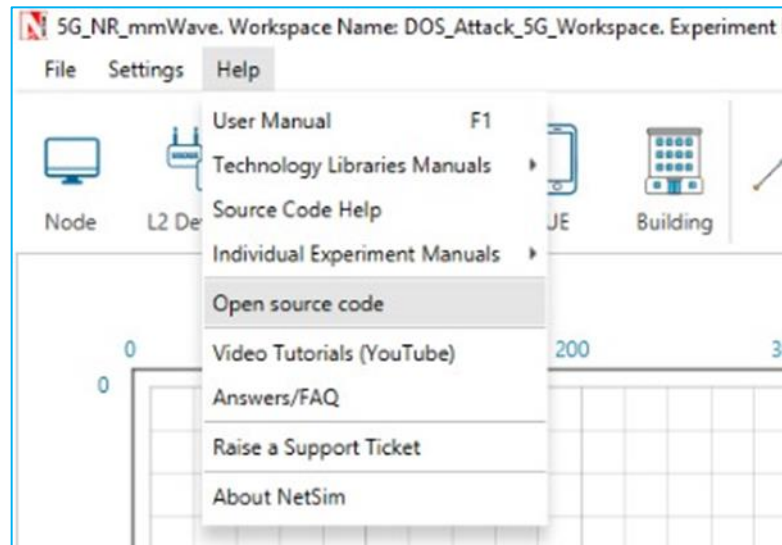 5G_NR_mmWave. Workspace Name: DOS_Attack_5G_Workspace. Experiment
File Settings Help
User Manual F1
Technology Libraries Manuals
Source Code Help
Individual Experiment Manuals
Open source code
Video Tutorials (YouTube)
Answers/FAQ
Raise a Support Ticket
About NetSim
Node L2 De UE Building
0 200 3
0